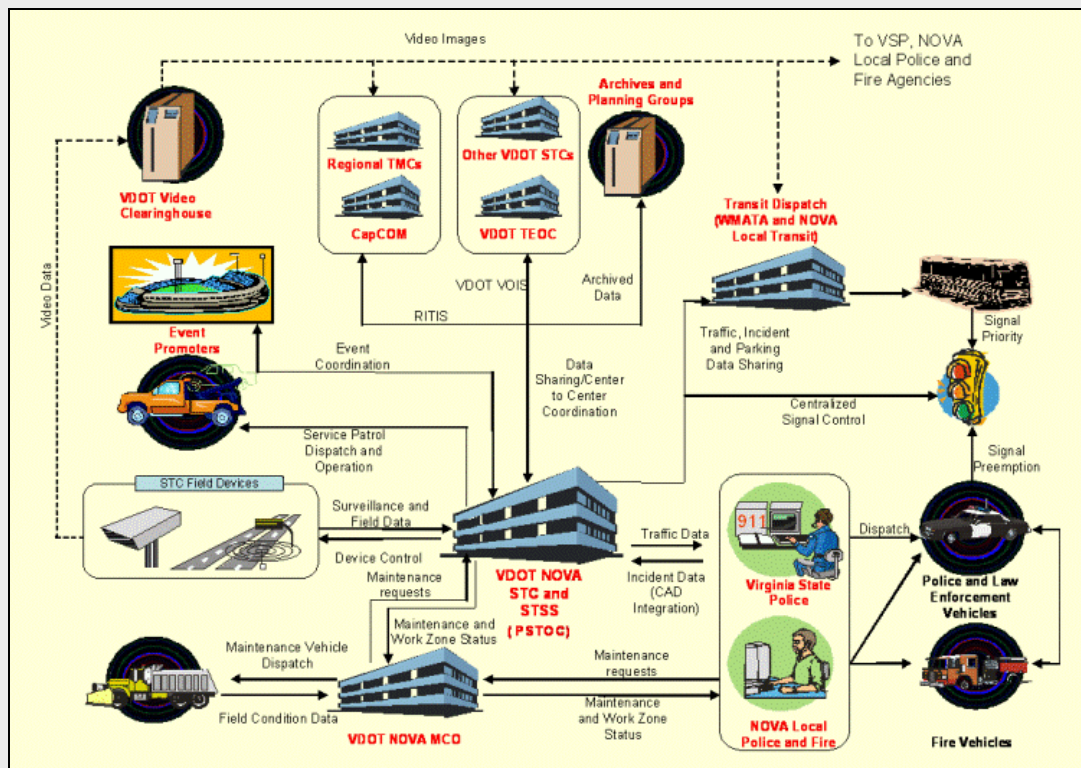 Video Images
To VSP, NOVA
Local Police and
Fire Agencies
Archives and
Planning Groups
Regional TMCs
Other VDOT STCs
CapCOM
VDOT TEOC
VDOT Video
Clearinghouse
Transit Dispatch
(WMATA and NOVA
Local Transit)
Video Data
VDOT VOIS
Archived
Data
RITIS
Event
Promoters
Event
Coordination
Data
Sharing/Center
to Center
Coordination
Traffic, Incident
and Parking
Data Sharing
Signal
Priority
Centralized
Signal Control
Service Patrol
Dispatch and
Operation
Signal
Preemption
STC Field Devices
Surveillance and
Field Data
Device Control
911
Traffic Data
Dispatch
Incident Data
(CAD
Integration)
Virginia State
Police
Police and Law
Enforcement
Vehicles
VDOT NOVA
STC and
STSS
(PSTOC)
Maintenance
requests
Maintenance and
Work Zone Status
Maintenance Vehicle
Dispatch
Maintenance
requests
Field Condition Data
Maintenance
and Work Zone
Status
VDOT NOVA MCO
NOVA Local
Police and Fire
Fire Vehicles